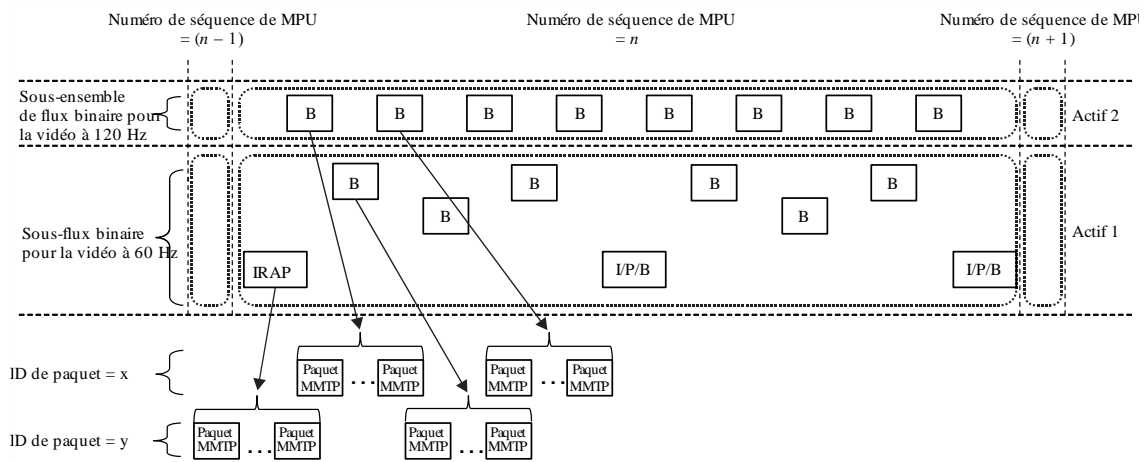 Numéro de séquence de MPU
= (n – 1)
Numéro de séquence de MPU
= n
Numéro de séquence de MPU
= (n + 1)
Sous-ensemble
de flux binaire pour
la vidéo à 120 Hz
B
B
B
B
B
B
B
B
Actif 2
B
B
B
B
B
B
Sous-flux binaire
pour la vidéo à 60 Hz
Actif 1
IRAP
I/P/B
I/P/B
ID de paquet = x
Paquet
MMTP
...
Paquet
MMTP
Paquet
MMTP
...
Paquet
MMTP
ID de paquet = y
Paquet
MMTP
...
Paquet
MMTP
Paquet
MMTP
...
Paquet
MMTP